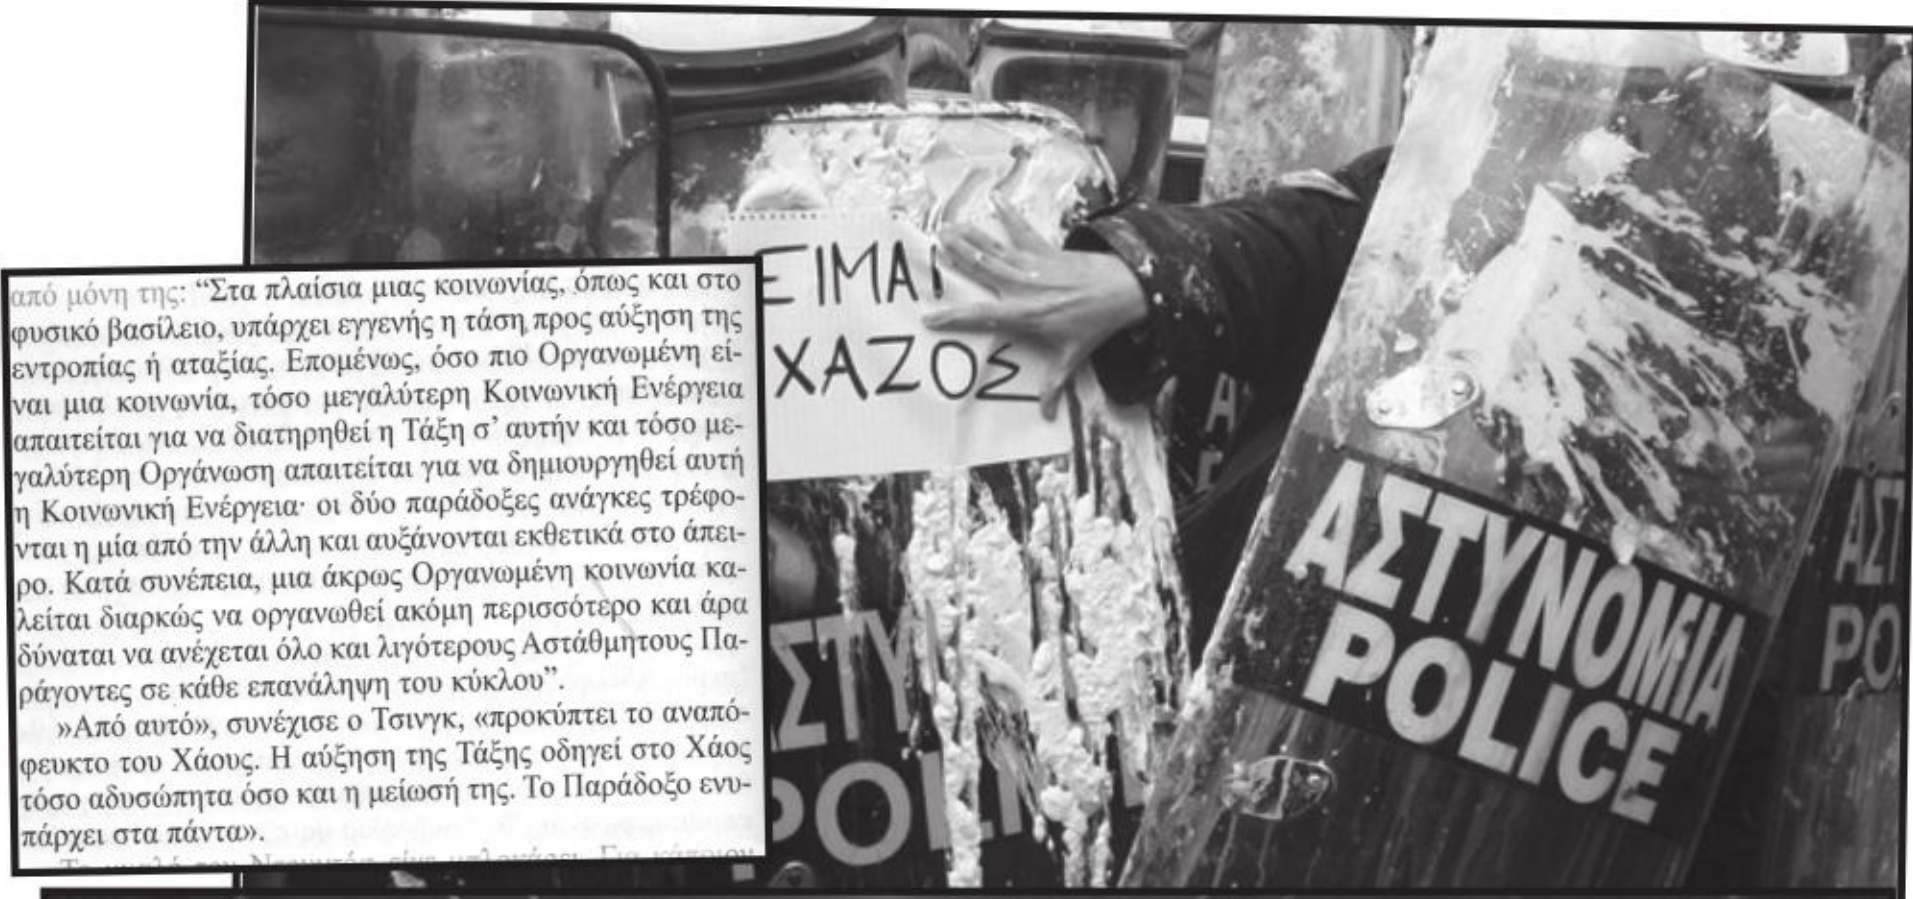 από μόνη της: “Στα πλαίσια μιας κοινωνίας, όπως και στο
φυσικό βασίλειο, υπάρχει εγγενής η τάση προς αύξηση της
εντροπίας ή αταξίας. Επομένως, όσο πιο Οργανωμένη εί-
ναι μια κοινωνία, τόσο μεγαλύτερη Κοινωνική Ενέργεια
απαιτείται για να διατηρηθεί η Τάξη σ’ αυτήν και τόσο με-
γαλύτερη Οργάνωση απαιτείται για να δημιουργηθεί αυτή
η Κοινωνική Ενέργεια· οι δύο παράδοξες ανάγκες τρέφο-
νται η μία από την άλλη και αυξάνονται εκθετικά στο άπει-
ρο. Κατά συνέπεια, μια άκρως Οργανωμένη κοινωνία κα-
λείται διαρκώς να οργανωθεί ακόμη περισσότερο και άρα
δύναται να ανέχεται όλο και λιγότερους Αστάθμητους Πα-
ράγοντες σε κάθε επανάληψη του κύκλου”.
»Από αυτό», συνέχισε ο Τσινγκ, «προκύπτει το αναπό-
φευκτο του Χάους. Η αύξηση της Τάξης οδηγεί στο Χάος
τόσο αδυσώπητα όσο και η μείωσή της. Το Παράδοξο ενυ-
πάρχει στα πάντα».
ΕΙΜΑΙ
ΧΑΖΟΣ
ΣΤΥ
POLI
ΑΣΤΥΝΟΜΙΑ
POLICE
ΑΣΤ
PO